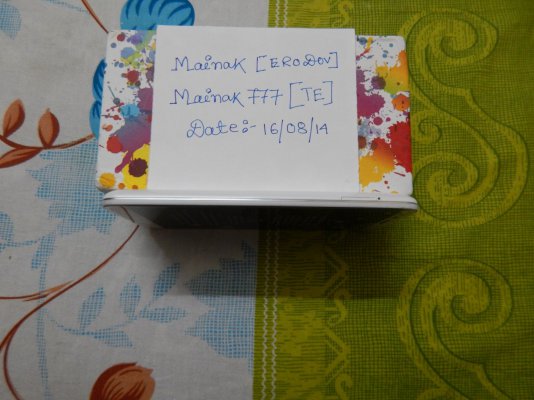 Mainak [ERODOV]
Mainak 777 [TE]
Date:- 16/08/14